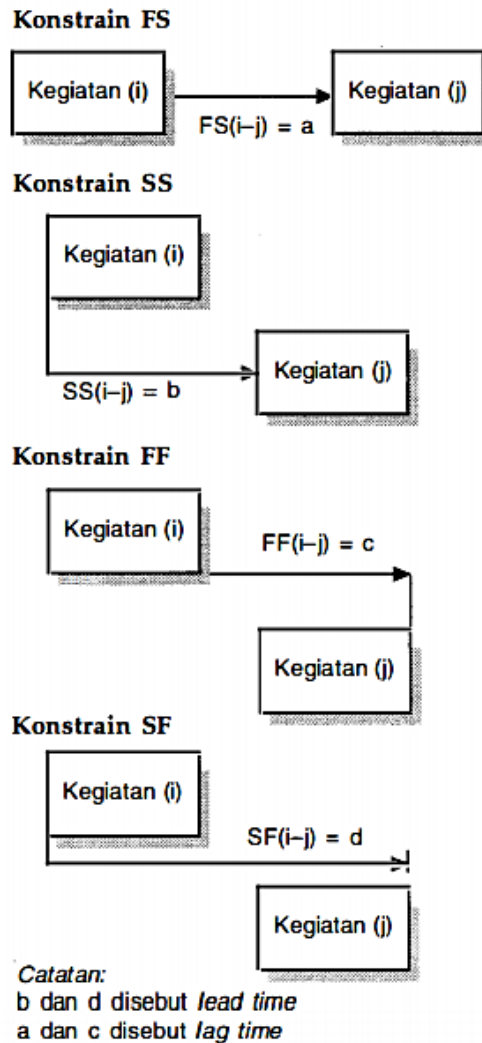 Konstrain FS
Kegiatan (i)
Kegiatan (j)
FS(i–j) = a
Konstrain SS
Kegiatan (i)
Kegiatan (j)
SS(i–j) = b
Konstrain FF
Kegiatan (i)
FF(i–j) = c
Kegiatan (j)
Konstrain SF
Kegiatan (i)
SF(i–j) = d
Kegiatan (j)
Catatan:
b dan d disebut lead time
a dan c disebut lag time